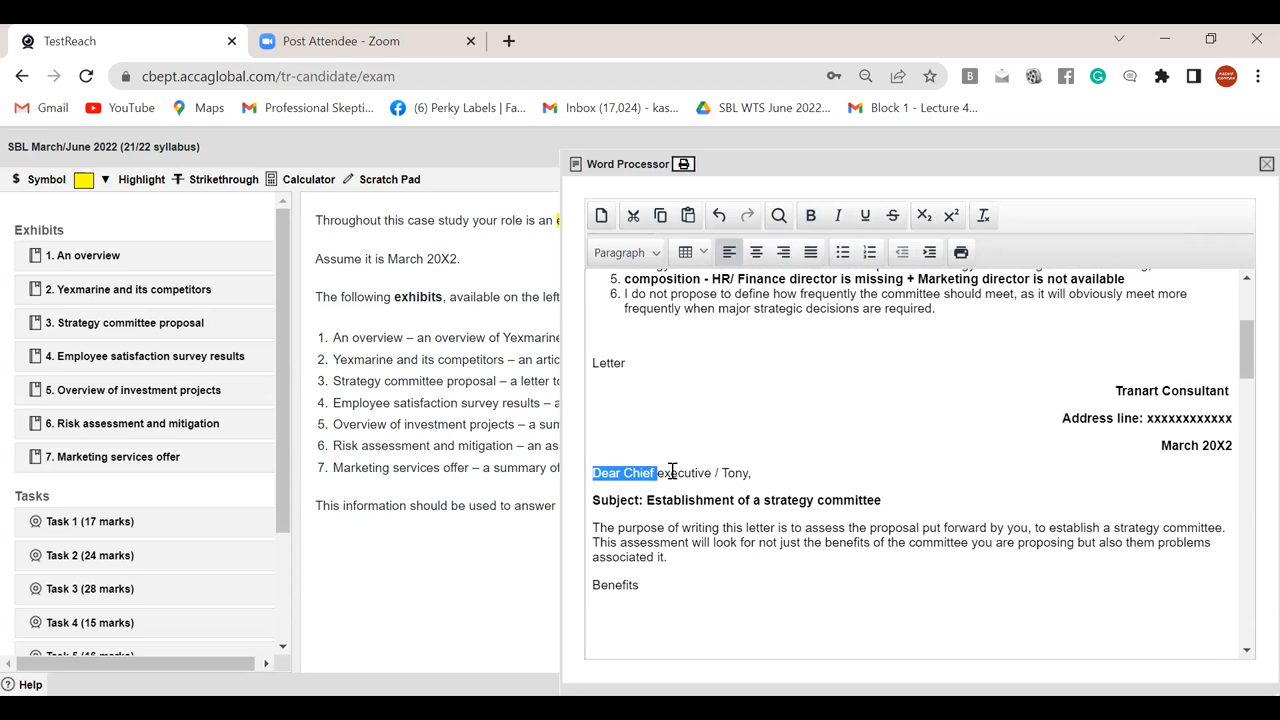 TestReach
Post Attendee - Zoom
cbept.accaglobal.com/tr-candidate/exam
Gmail
YouTube
Maps
Professional Skepti...
(6) Perky Labels | Fa...
Inbox (17,024) - kas...
SBL WTS June 2022...
Block 1 - Lecture 4...
SBL March/June 2022 (21/22 syllabus)
Symbol
Highlight
Strikethrough
Calculator
Scratch Pad
Exhibits
1. An overview
2. Yexmarine and its competitors
3. Strategy committee proposal
4. Employee satisfaction survey results
5. Overview of investment projects
6. Risk assessment and mitigation
7. Marketing services offer
Tasks
Task 1 (17 marks)
Task 2 (24 marks)
Task 3 (28 marks)
Task 4 (15 marks)
Help
Throughout this case study your role is an
Assume it is March 20X2.
The following exhibits, available on the left
1. An overview – an overview of Yexmarine
2. Yexmarine and its competitors – an artic
3. Strategy committee proposal – a letter to
4. Employee satisfaction survey results – a
5. Overview of investment projects – a sum
6. Risk assessment and mitigation – an as
7. Marketing services offer – a summary of
This information should be used to answer
Word Processor
Paragraph
5. composition - HR/ Finance director is missing + Marketing director is not available
6. I do not propose to define how frequently the committee should meet, as it will obviously meet more
frequently when major strategic decisions are required.
Letter
Tranart Consultant
Address line: xxxxxxxxxxxx
March 20X2
Dear Chief executive / Tony,
Subject: Establishment of a strategy committee
The purpose of writing this letter is to assess the proposal put forward by you, to establish a strategy committee.
This assessment will look for not just the benefits of the committee you are proposing but also them problems
associated it.
Benefits